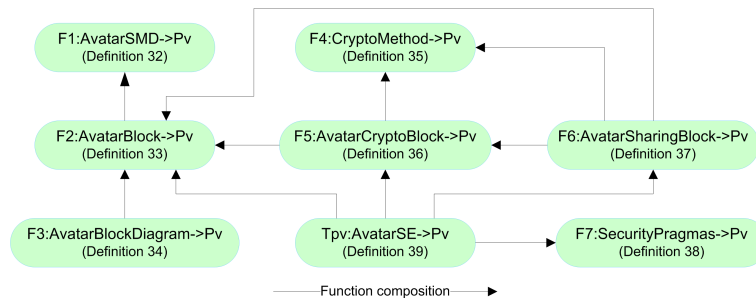 F1:AvatarSMD->Pv
(Definition 32)
F4:CryptoMethod->Pv
(Definition 35)
F2:AvatarBlock->Pv
(Definition 33)
F5:AvatarCryptoBlock->Pv
(Definition 36)
F6:AvatarSharingBlock->Pv
(Definition 37)
F3:AvatarBlockDiagram->Pv
(Definition 34)
Tpv:AvatarSE->Pv
(Definition 39)
F7:SecurityPragmas->Pv
(Definition 38)
Function composition